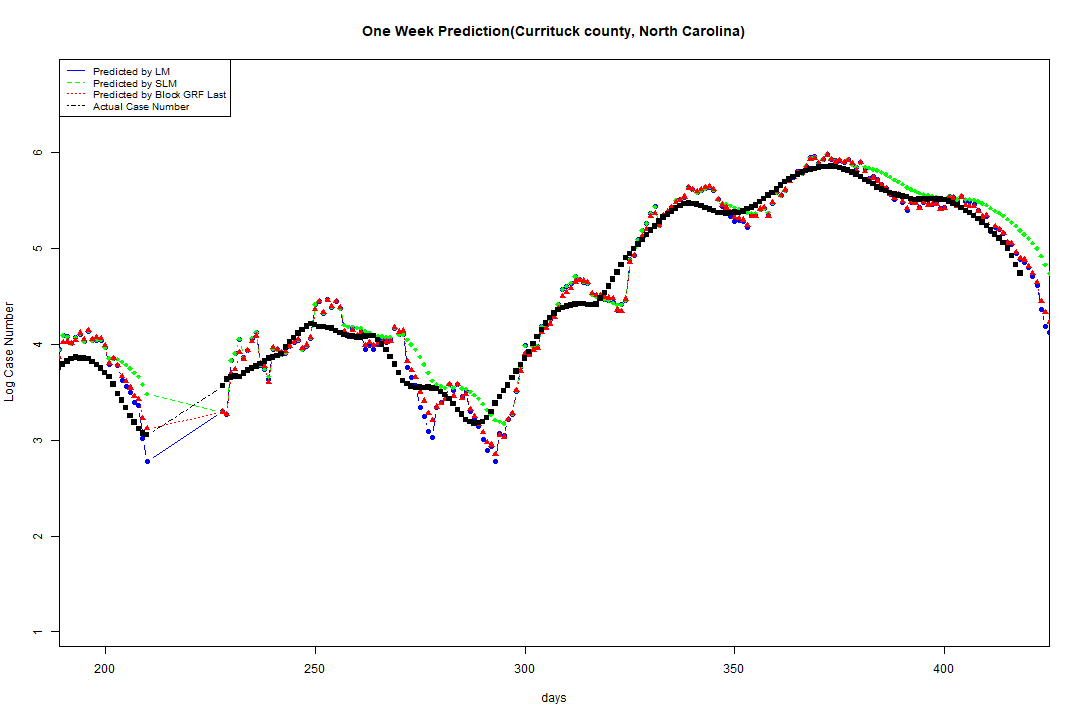 One Week Prediction(Currituck county, North Carolina)
Predicted by LM
Predicted by SLM
Predicted by Block GRF Last
Actual Case Number
6
5
4
3
2
1
Log Case Number
200
250
300
350
400
days